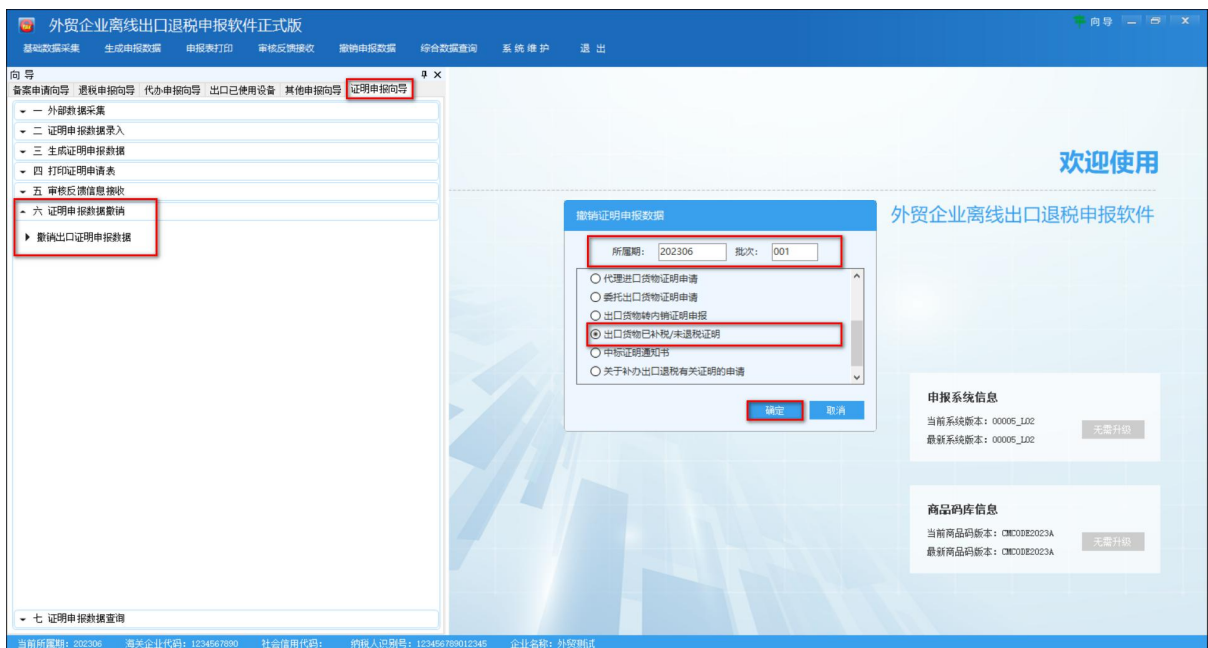 外贸企业离线出口退税申报软件正式版
向导
基础数据采集 生成申报数据 申报表打印 审核反馈接收 撤销申报数据 综合数据查询 系统维护 退出
向导
备案申请向导 退税申报向导 代办申报向导 出口已使用设备 其他申报向导 证明申报向导
一 外部数据采集
二 证明申报数据录入
三 生成证明申报数据
四 打印证明申请表
五 审核反馈信息接收
六 证明申报数据撤销
撤销出口证明申报数据
七 证明申报数据查询
欢迎使用
外贸企业离线出口退税申报软件
撤销证明申报数据
所属期: 202306 批次: 001
代理进口货物证明申请
委托出口货物证明申请
出口货物转内销证明申报
出口货物已补税/未退税证明
中标证明通知书
关于补办出口退税有关证明的申请
确定 取消
申报系统信息
当前系统版本: 00005_L02
最新系统版本: 00005_L02
无需升级
商品码库信息
当前商品码版本: CMCODE2023A
最新商品码版本: CMCODE2023A
无需升级
当前所属期: 202306 海关企业代码: 1234567890 社会信用代码: 纳税人识别号: 123456789012345 企业名称: 外贸测试